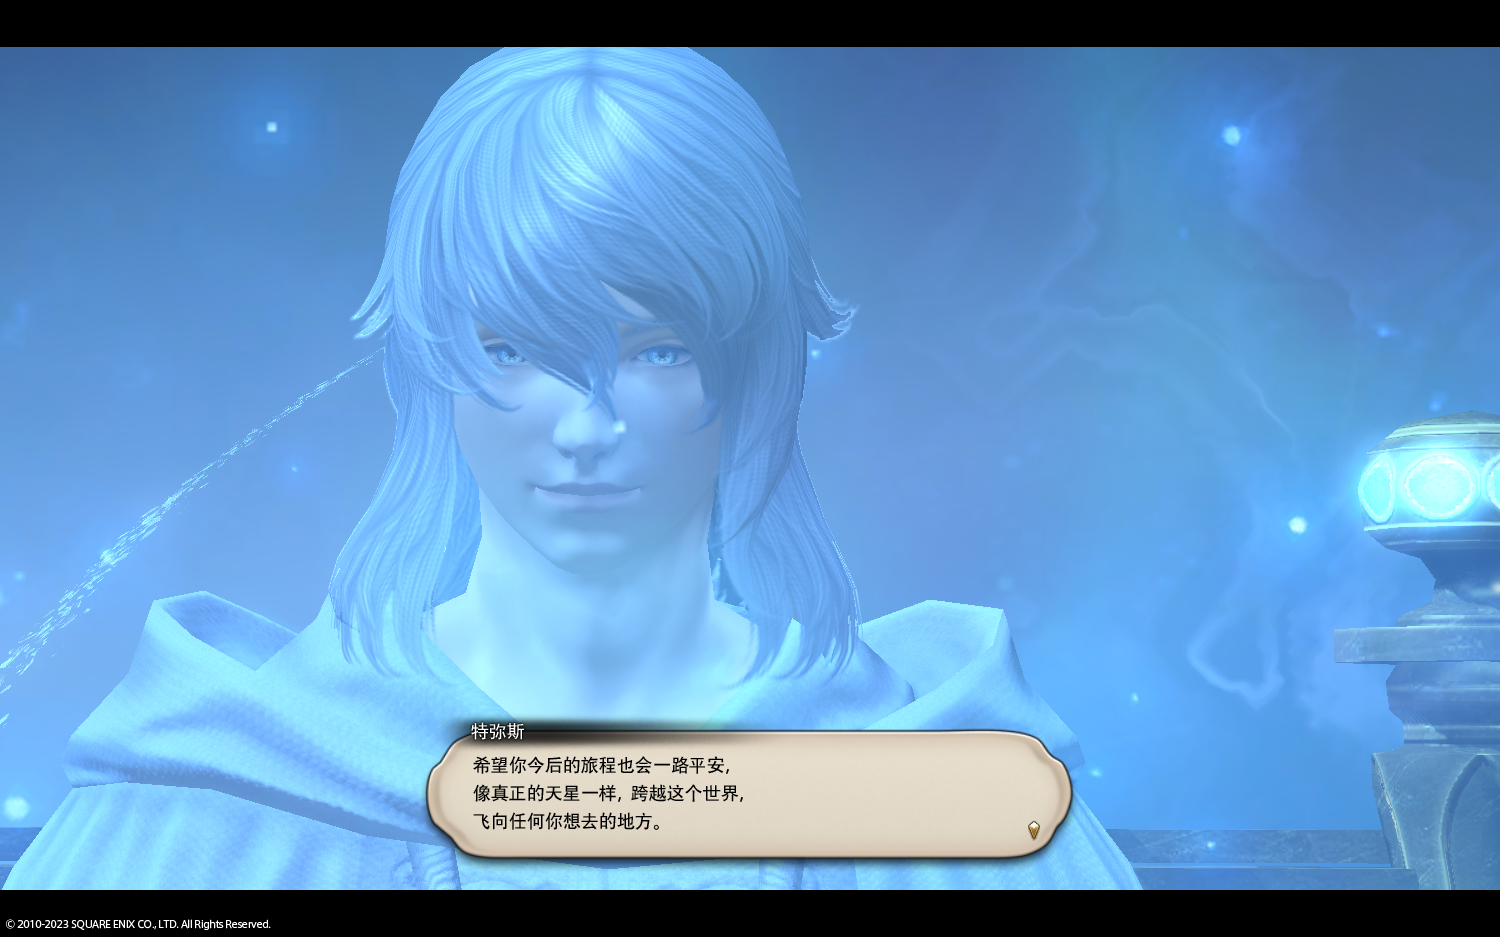 特弥斯
希望你今后的旅程也会一路平安，
像真正的天星一样，跨越这个世界，
飞向任何你想去的地方。
© 2010-2023 SQUARE ENIX CO., LTD. All Rights Reserved.